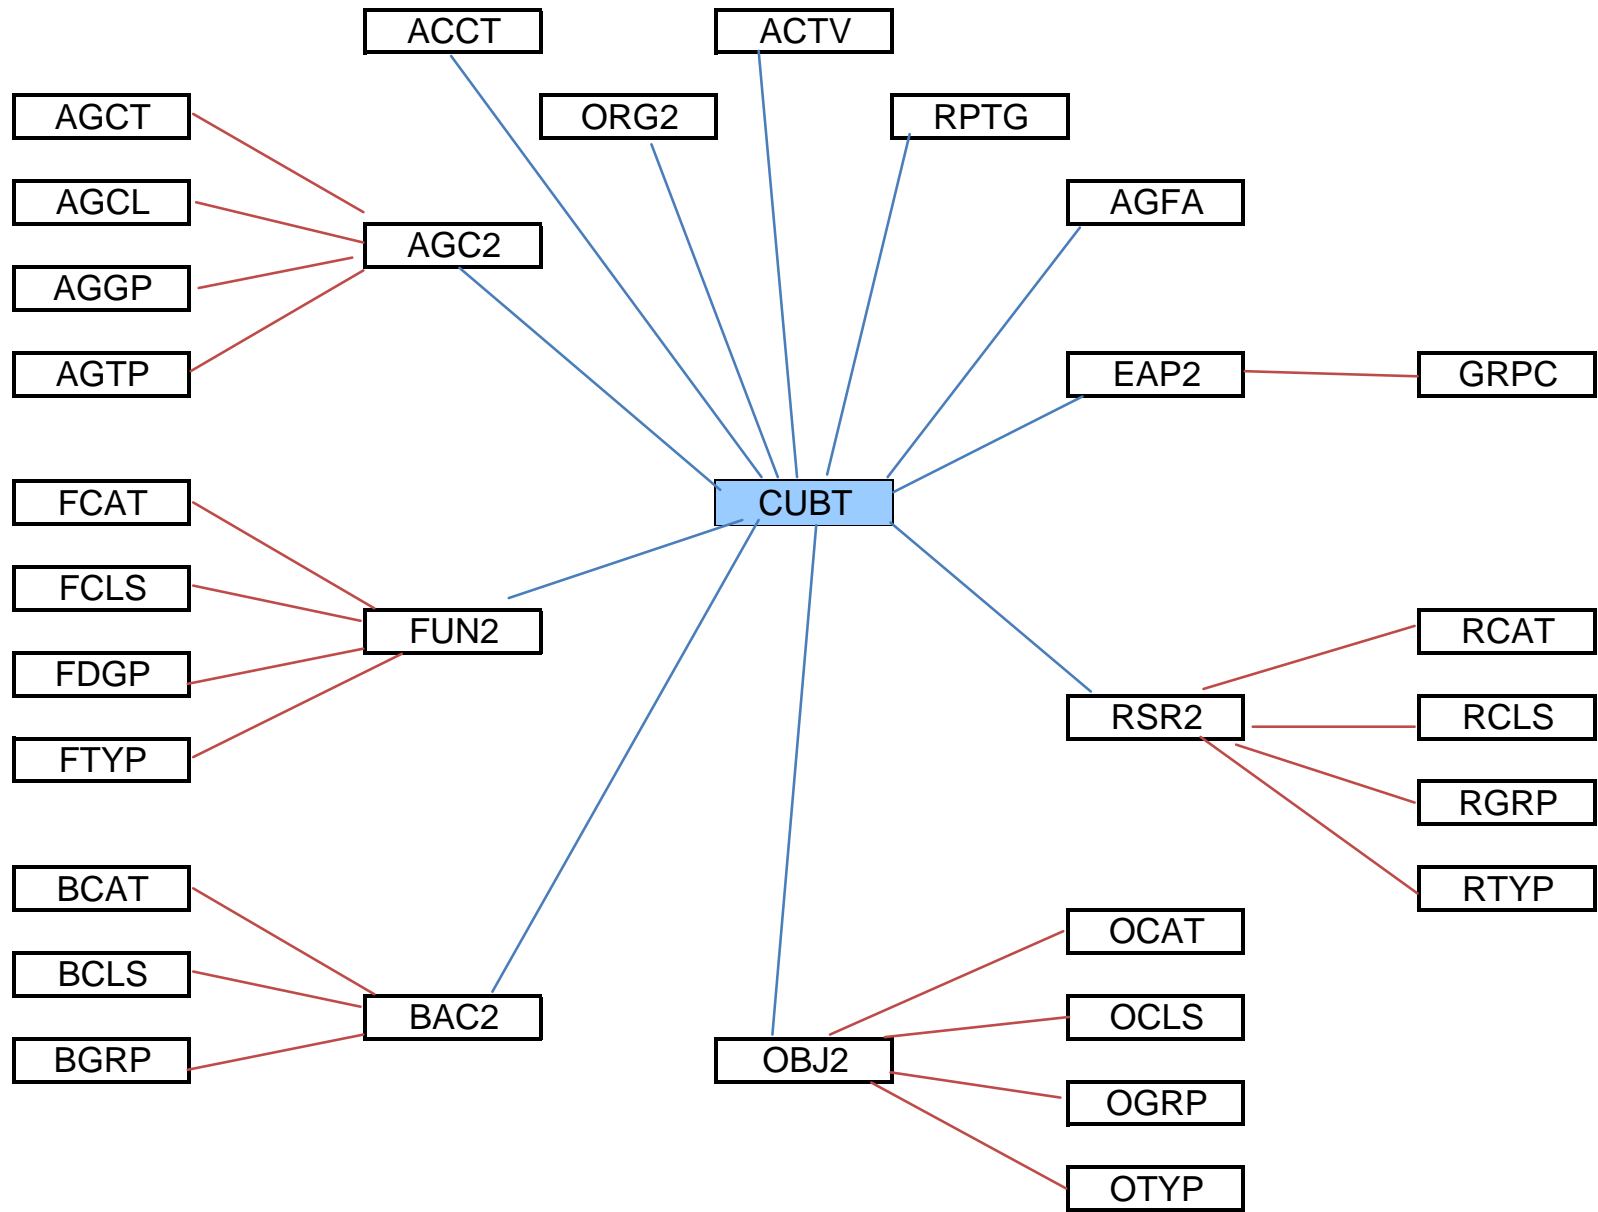 ACCT
ACTV
AGCT
ORG2
RPTG
AGCL
AGFA
AGC2
AGGP
AGTP
EAP2
GRPC
FCAT
CUBT
FCLS
FUN2
RCAT
FDGP
RSR2
RCLS
FTYP
RGRP
BCAT
RTYP
OCAT
BCLS
BAC2
OCLS
BGRP
OBJ2
OGRP
OTYP